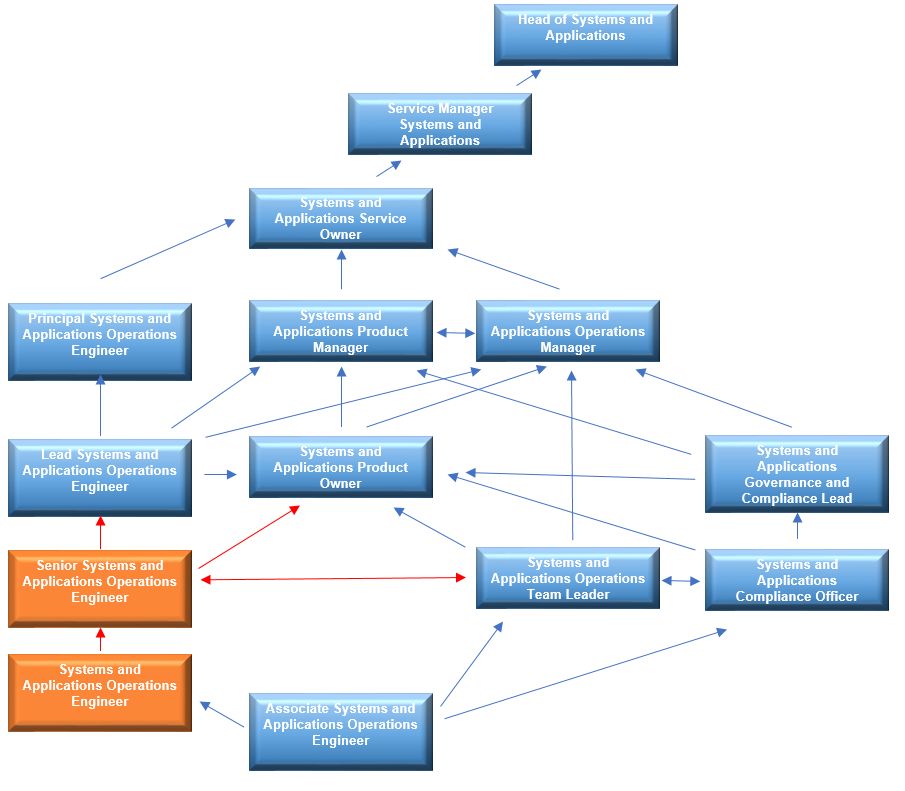 Head of Systems and
Applications
Service Manager
Systems and
Applications
Systems and
Applications Service
Owner
Principal Systems and
Applications Operations
Engineer
Systems and
Applications Product
Manager
Systems and
Applications Operations
Manager
Lead Systems and
Applications Operations
Engineer
Systems and
Applications Product
Owner
Systems and
Applications
Governance and
Compliance Lead
Senior Systems and
Applications Operations
Engineer
Systems and
Applications Operations
Team Leader
Systems and
Applications
Compliance Officer
Systems and
Applications Operations
Engineer
Associate Systems and
Applications Operations
Engineer